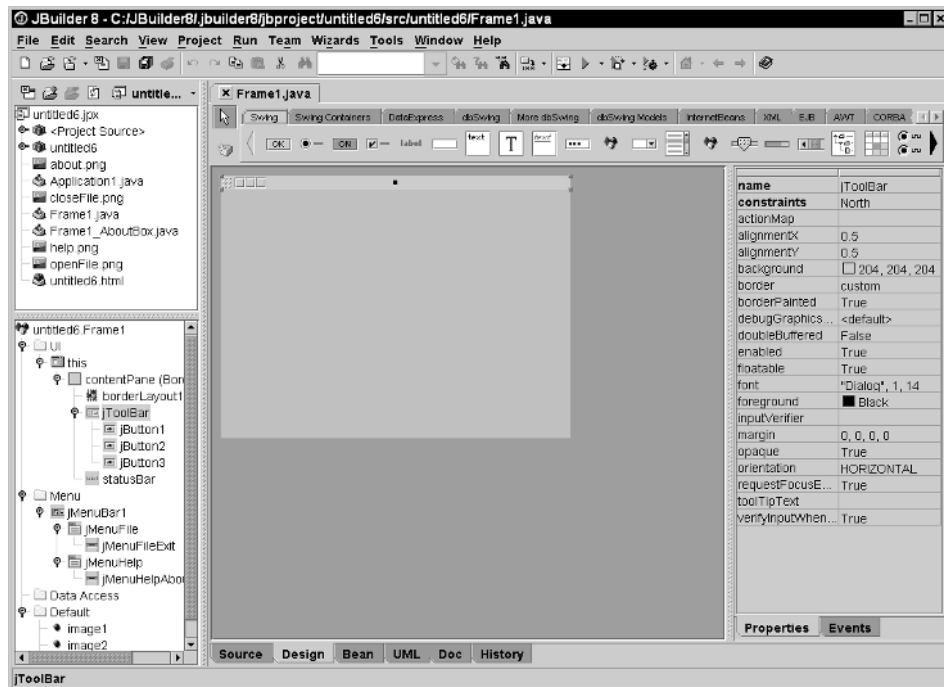 JBuilder 8 - C:/JBuilder8/.jbuilder8/jbproject/untitled6/src/untitled6/Frame1.java
File Edit Search View Project Run Team Wizards Tools Window Help
untitle...
Frame1.java
untitled6.jpx
<Project Source>
untitled6
about.png
Application1.java
closeFile.png
Frame1.java
Frame1_AboutBox.java
help.png
openFile.png
untitled6.html
Swing Swing Containers DataExpress dbSwing More dbSwing dbSwing Models InternetBeans XML EJB AWT CORBA
OK ON label text T text
untitled6.Frame1
UI
this
contentPane (Bor
borderLayout1
jToolBar
jButton1
jButton2
jButton3
statusBar
Menu
jMenuBar1
jMenuFile
jMenuFileExit
jMenuHelp
jMenuHelpAbou
Data Access
Default
image1
image2
name jToolBar
constraints North
actionMap
alignmentX 0.5
alignmentY 0.5
background 204, 204, 204
border custom
borderPainted True
debugGraphics... <default>
doubleBuffered False
enabled True
floatable True
font "Dialog", 1, 14
foreground Black
inputVerifier
margin 0, 0, 0, 0
opaque True
orientation HORIZONTAL
requestFocusE... True
toolTipText
verifyInputWhen... True
Properties Events
Source Design Bean UML Doc History
jToolBar